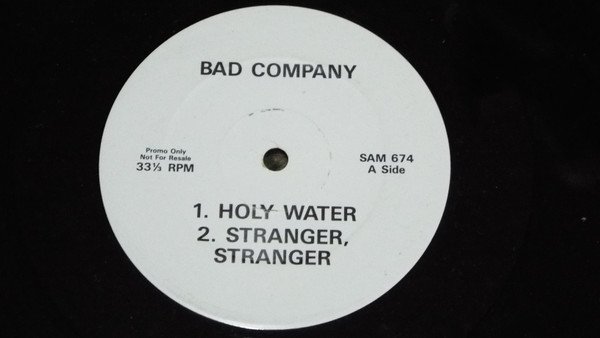 BAD COMPANY
Promo Only
Not For Resale
33⅓ RPM
SAM 674
A Side
1. HOLY WATER
2. STRANGER,
STRANGER